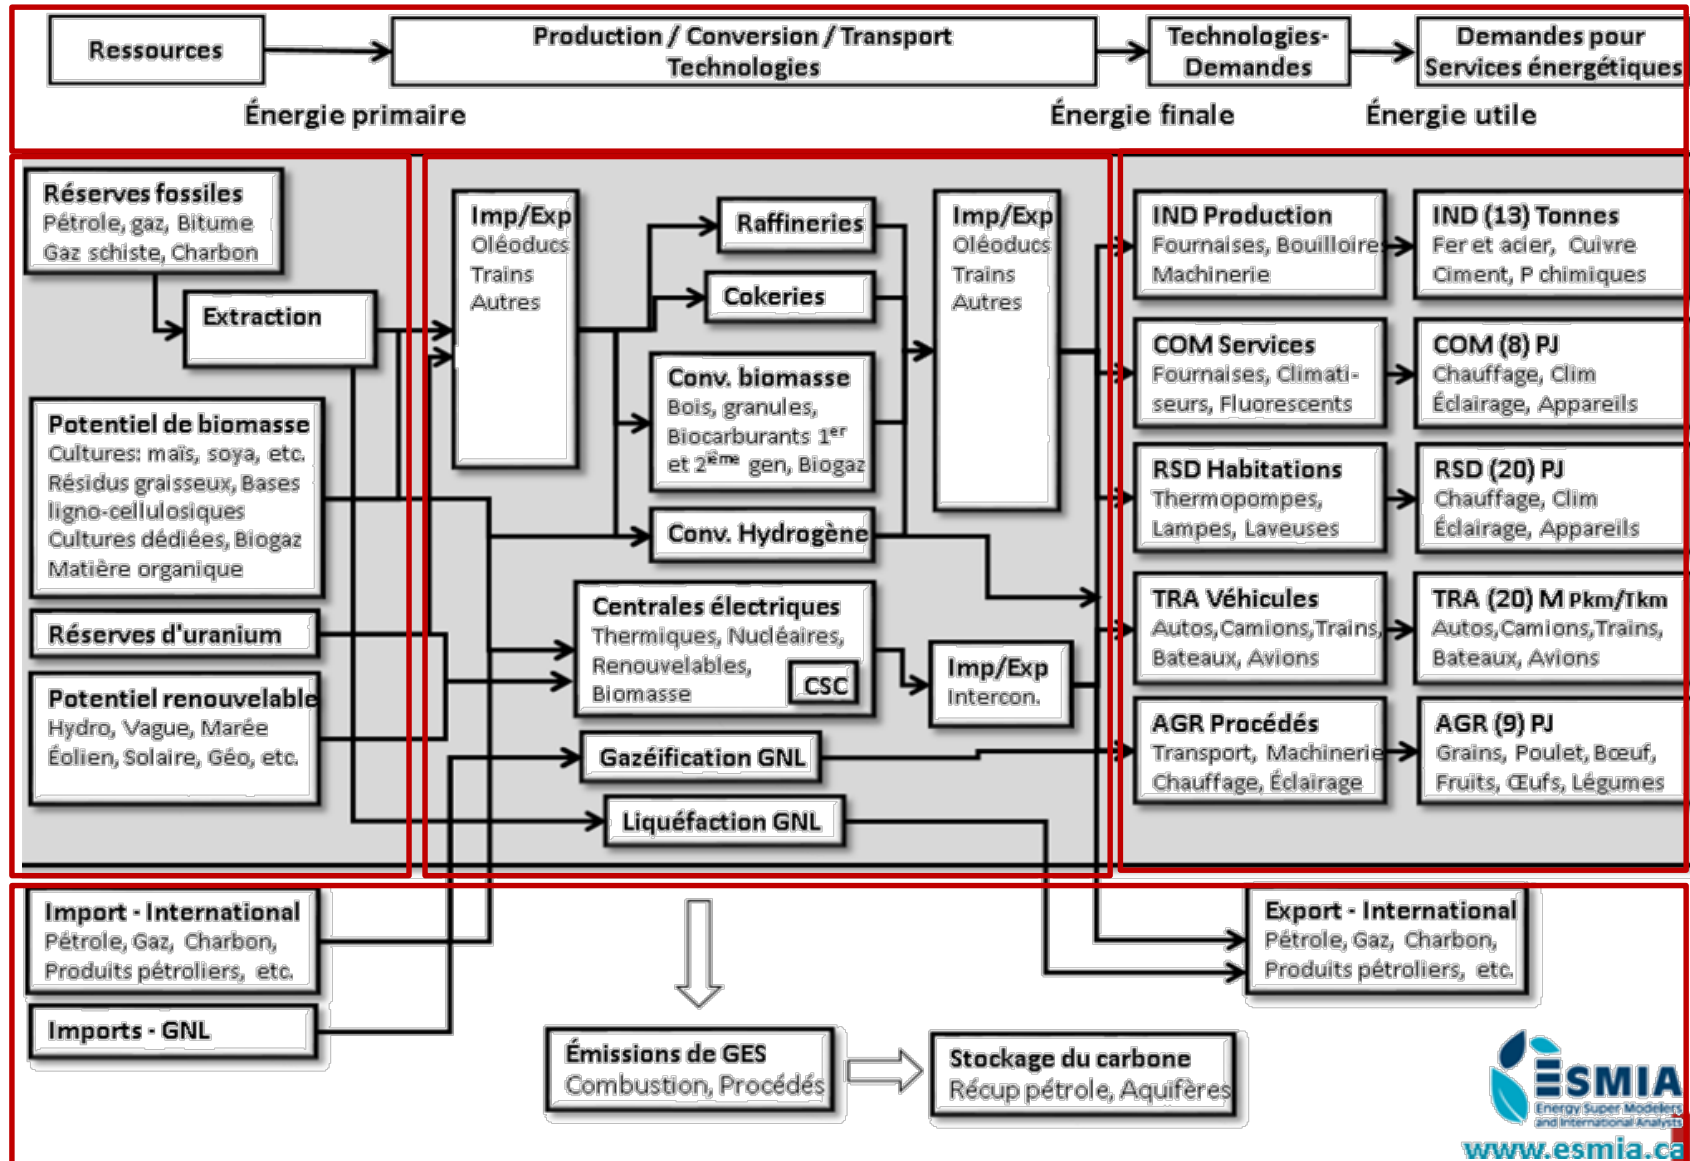 Ressources
Production / Conversion / Transport
Technologies
Technologies-
Demandes
Demandes pour
Services énergétiques
Énergie primaire
Énergie finale
Énergie utile
Réserves fossiles
Pétrole, gaz, Bitume
Gaz schiste, Charbon
Extraction
Potentiel de biomasse
Cultures: maïs, soya, etc.
Résidus graisseux, Bases
ligno-cellulosiques
Cultures dédiées, Biogaz
Matière organique
Réserves d'uranium
Potentiel renouvelable
Hydro, Vague, Marée
Éolien, Solaire, Géo, etc.
Imp/Exp
Oléoducs
Trains
Autres
Raffineries
Cokeries
Conv. biomasse
Bois, granules,
Biocarburants 1er
et 2ième gen, Biogaz
Conv. Hydrogène
Centrales électriques
Thermiques, Nucléaires,
Renouvelables,
Biomasse
CSC
Gazéification GNL
Liquéfaction GNL
Imp/Exp
Oléoducs
Trains
Autres
Imp/Exp
Intercon.
IND Production
Fournaises, Bouilloire
Machinerie
COM Services
Fournaises, Climati-
seurs, Fluorescents
RSD Habitations
Thermopompes,
Lampes, Laveuses
TRA Véhicules
Autos,Camions,Trains,
Bateaux, Avions
AGR Procédés
Transport, Machinerie
Chauffage, Éclairage
IND (13) Tonnes
Fer et acier, Cuivre
Ciment, P chimiques
COM (8) PJ
Chauffage, Clim
Éclairage, Appareils
RSD (20) PJ
Chauffage, Clim
Éclairage, Appareils
TRA (20) M Pkm/Tkm
Autos,Camions,Trains,
Bateaux, Avions
AGR (9) PJ
Grains, Poulet, Bœuf,
Fruits, Œufs, Légumes
Import - International
Pétrole, Gaz, Charbon,
Produits pétroliers, etc.
Imports - GNL
Émissions de GES
Combustion, Procédés
Stockage du carbone
Récup pétrole, Aquifères
Export - International
Pétrole, Gaz, Charbon,
Produits pétroliers, etc.
ESMIA
Energy Super Modelers
and International Analysts
www.esmia.ca